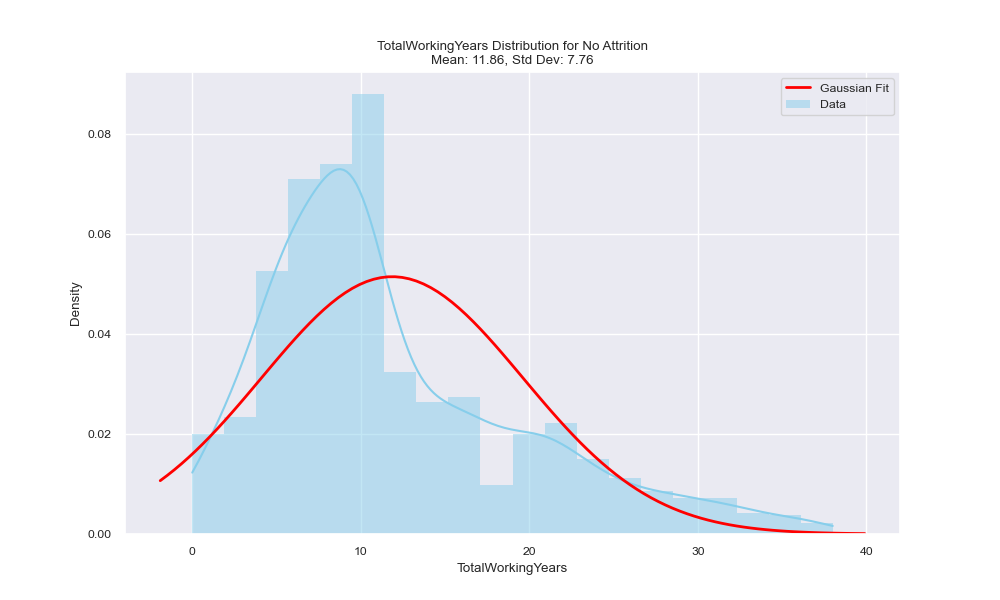 TotalWorkingYears Distribution for No Attrition
Mean: 11.86, Std Dev: 7.76
Gaussian Fit
Data
Density
0.08
0.06
0.04
0.02
0.00
0
10
20
30
40
TotalWorkingYears